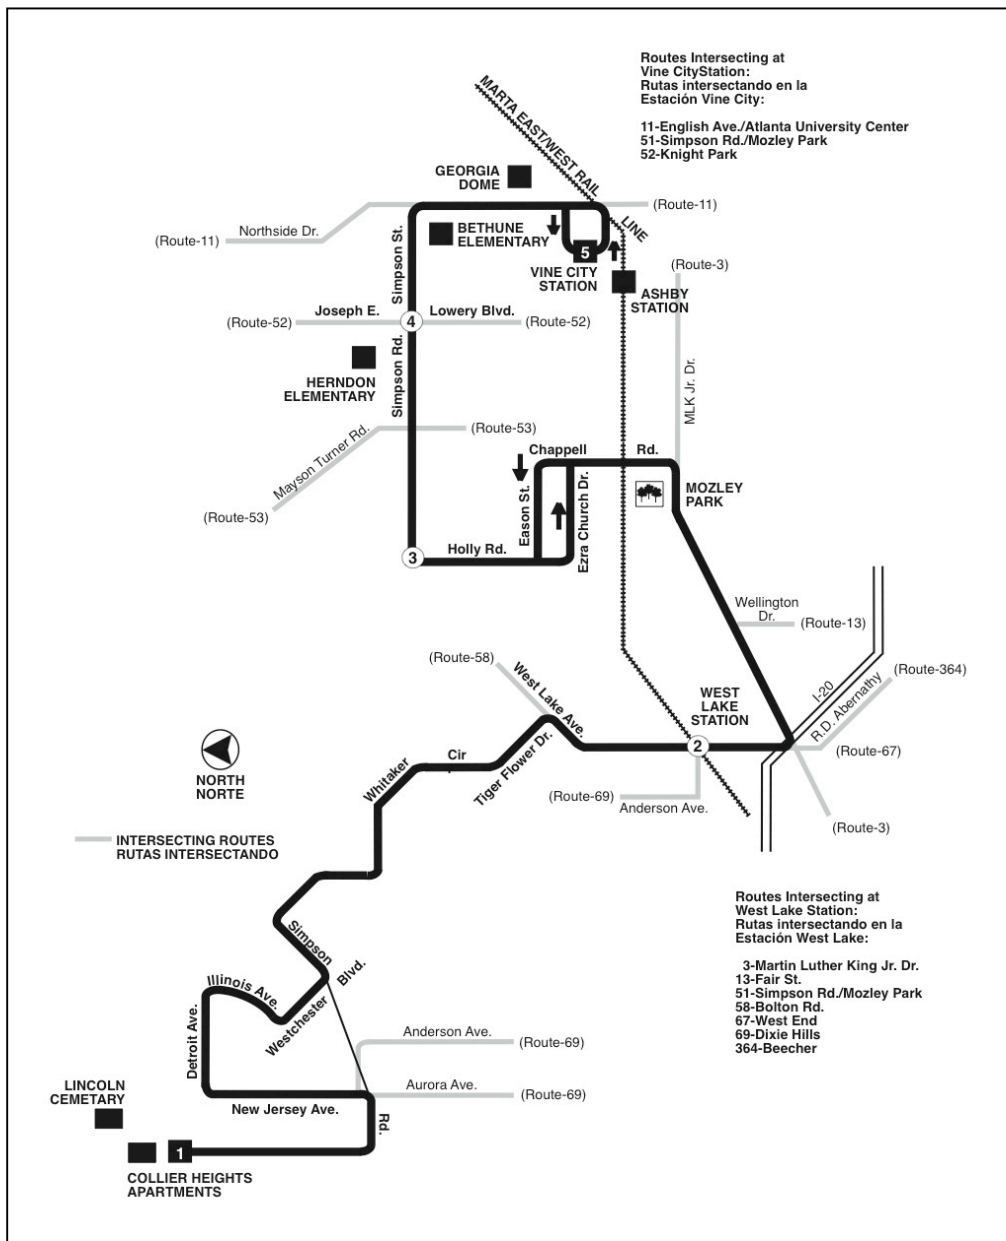 Routes Intersecting at
Vine CityStation:
Rutas intersectando en la
Estación Vine City:
11-English Ave./Atlanta University Center
51-Simpson Rd./Mozley Park
52-Knight Park
MARTA EAST/WEST RAIL
LINE
GEORGIA
DOME
(Route-11)
Northside Dr.
(Route-11)
BETHUNE
ELEMENTARY
Simpson St.
5
VINE CITY
STATION
(Route-3)
ASHBY
STATION
Joseph E.
Lowery Blvd.
(Route-52)
4
(Route-52)
HERNDON
ELEMENTARY
Simpson Rd.
MLK Jr. Dr.
Mayson Turner Rd.
(Route-53)
(Route-53)
Chappell
Rd.
MOZLEY
PARK
Eason St.
Ezra Church Dr.
3
Holly Rd.
Wellington
Dr.
(Route-13)
(Route-58)
West Lake Ave.
WEST
LAKE
STATION
I-20
R.D. Abernathy
(Route-364)
2
(Route-67)
NORTH
NORTE
Whitaker
Cir
Tiger Flower Dr.
(Route-69)
Anderson Ave.
(Route-3)
INTERSECTING ROUTES
RUTAS INTERSECTANDO
Routes Intersecting at
West Lake Station:
Rutas intersectando en la
Estación West Lake:
3-Martin Luther King Jr. Dr.
13-Fair St.
51-Simpson Rd./Mozley Park
58-Bolton Rd.
67-West End
69-Dixie Hills
364-Beecher
Simpson
Illinois Ave.
Westchester
Blvd.
Detroit Ave.
Anderson Ave.
(Route-69)
Aurora Ave.
(Route-69)
New Jersey Ave.
Rd.
LINCOLN
CEMETARY
1
COLLIER HEIGHTS
APARTMENTS